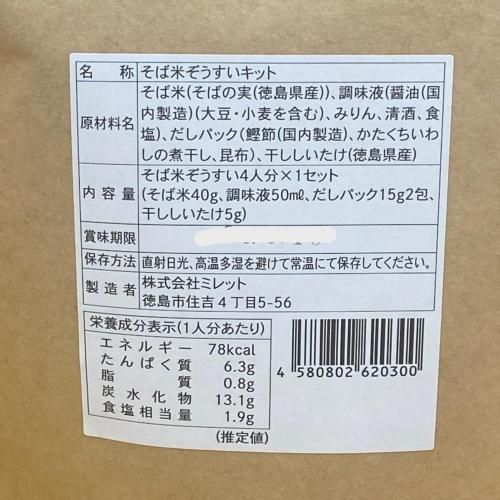 名称 そば米ぞうすいキット
原材料名 そば米(そばの実(徳島県産))、調味液(醤油(国
内製造)(大豆・小麦を含む)、みりん、清酒、食
塩)、だしパック(鰹節(国内製造)、かたくちいわ
しの煮干し、昆布)、干ししいたけ(徳島県産)
内容量 そば米ぞうすい4人分×1セット
(そば米40g、調味液50㎖、だしパック15g2包、
干ししいたけ5g)
賞味期限
保存方法 直射日光、高温多湿を避けて常温にて保存してください。
製造者 株式会社ミレット
徳島市住吉4丁目5-56
栄養成分表示(1人分あたり)
エネルギー 78kcal
たんぱく質 6.3g
脂質 0.8g
炭水化物 13.1g
食塩相当量 1.9g
(推定値)
4 580802 620300